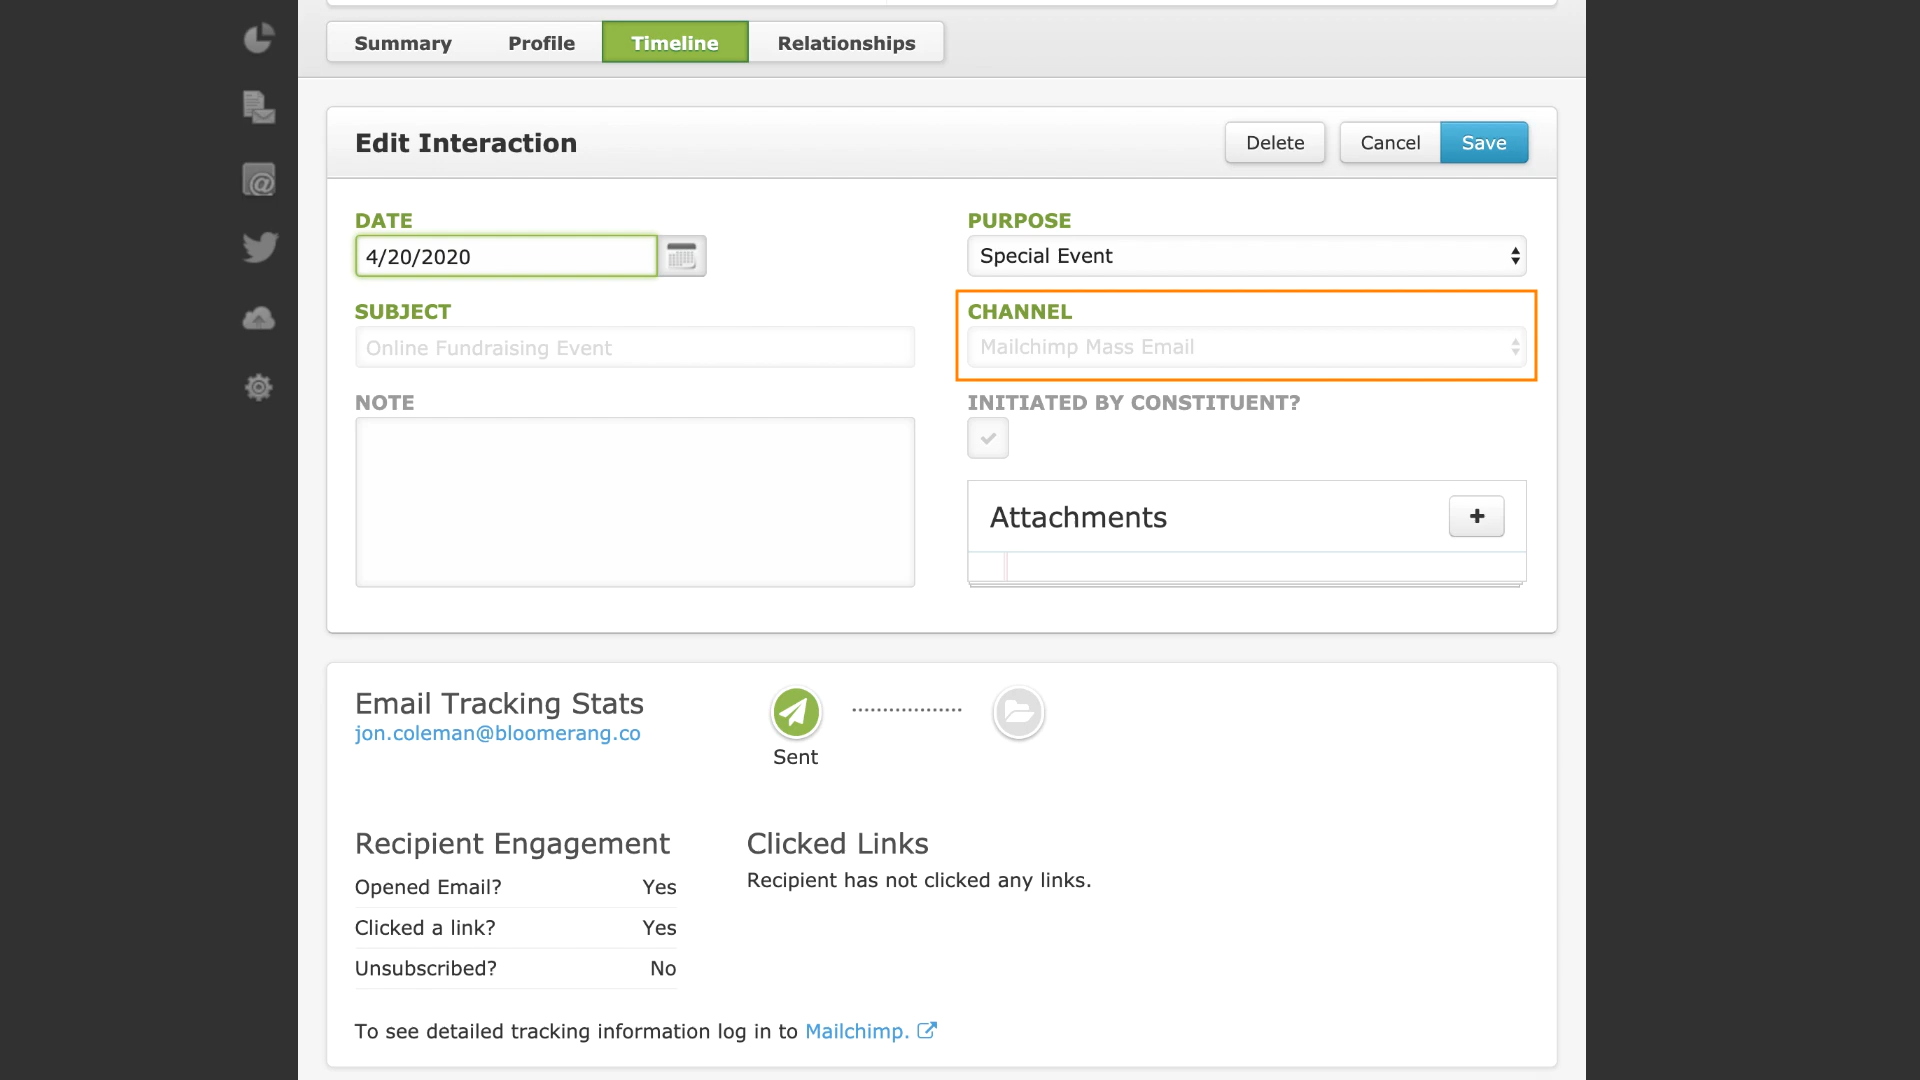 Summary Profile Timeline Relationships
Edit Interaction Delete Cancel Save
DATE PURPOSE
4/20/2020 Special Event
SUBJECT CHANNEL
Online Fundraising Event Mailchimp Mass Email
NOTE INITIATED BY CONSTITUENT?
Attachments +
Email Tracking Stats
jon.coleman@bloomerang.co
Sent
Recipient Engagement Clicked Links
Opened Email? Yes Recipient has not clicked any links.
Clicked a link? Yes
Unsubscribed? No
To see detailed tracking information log in to Mailchimp.